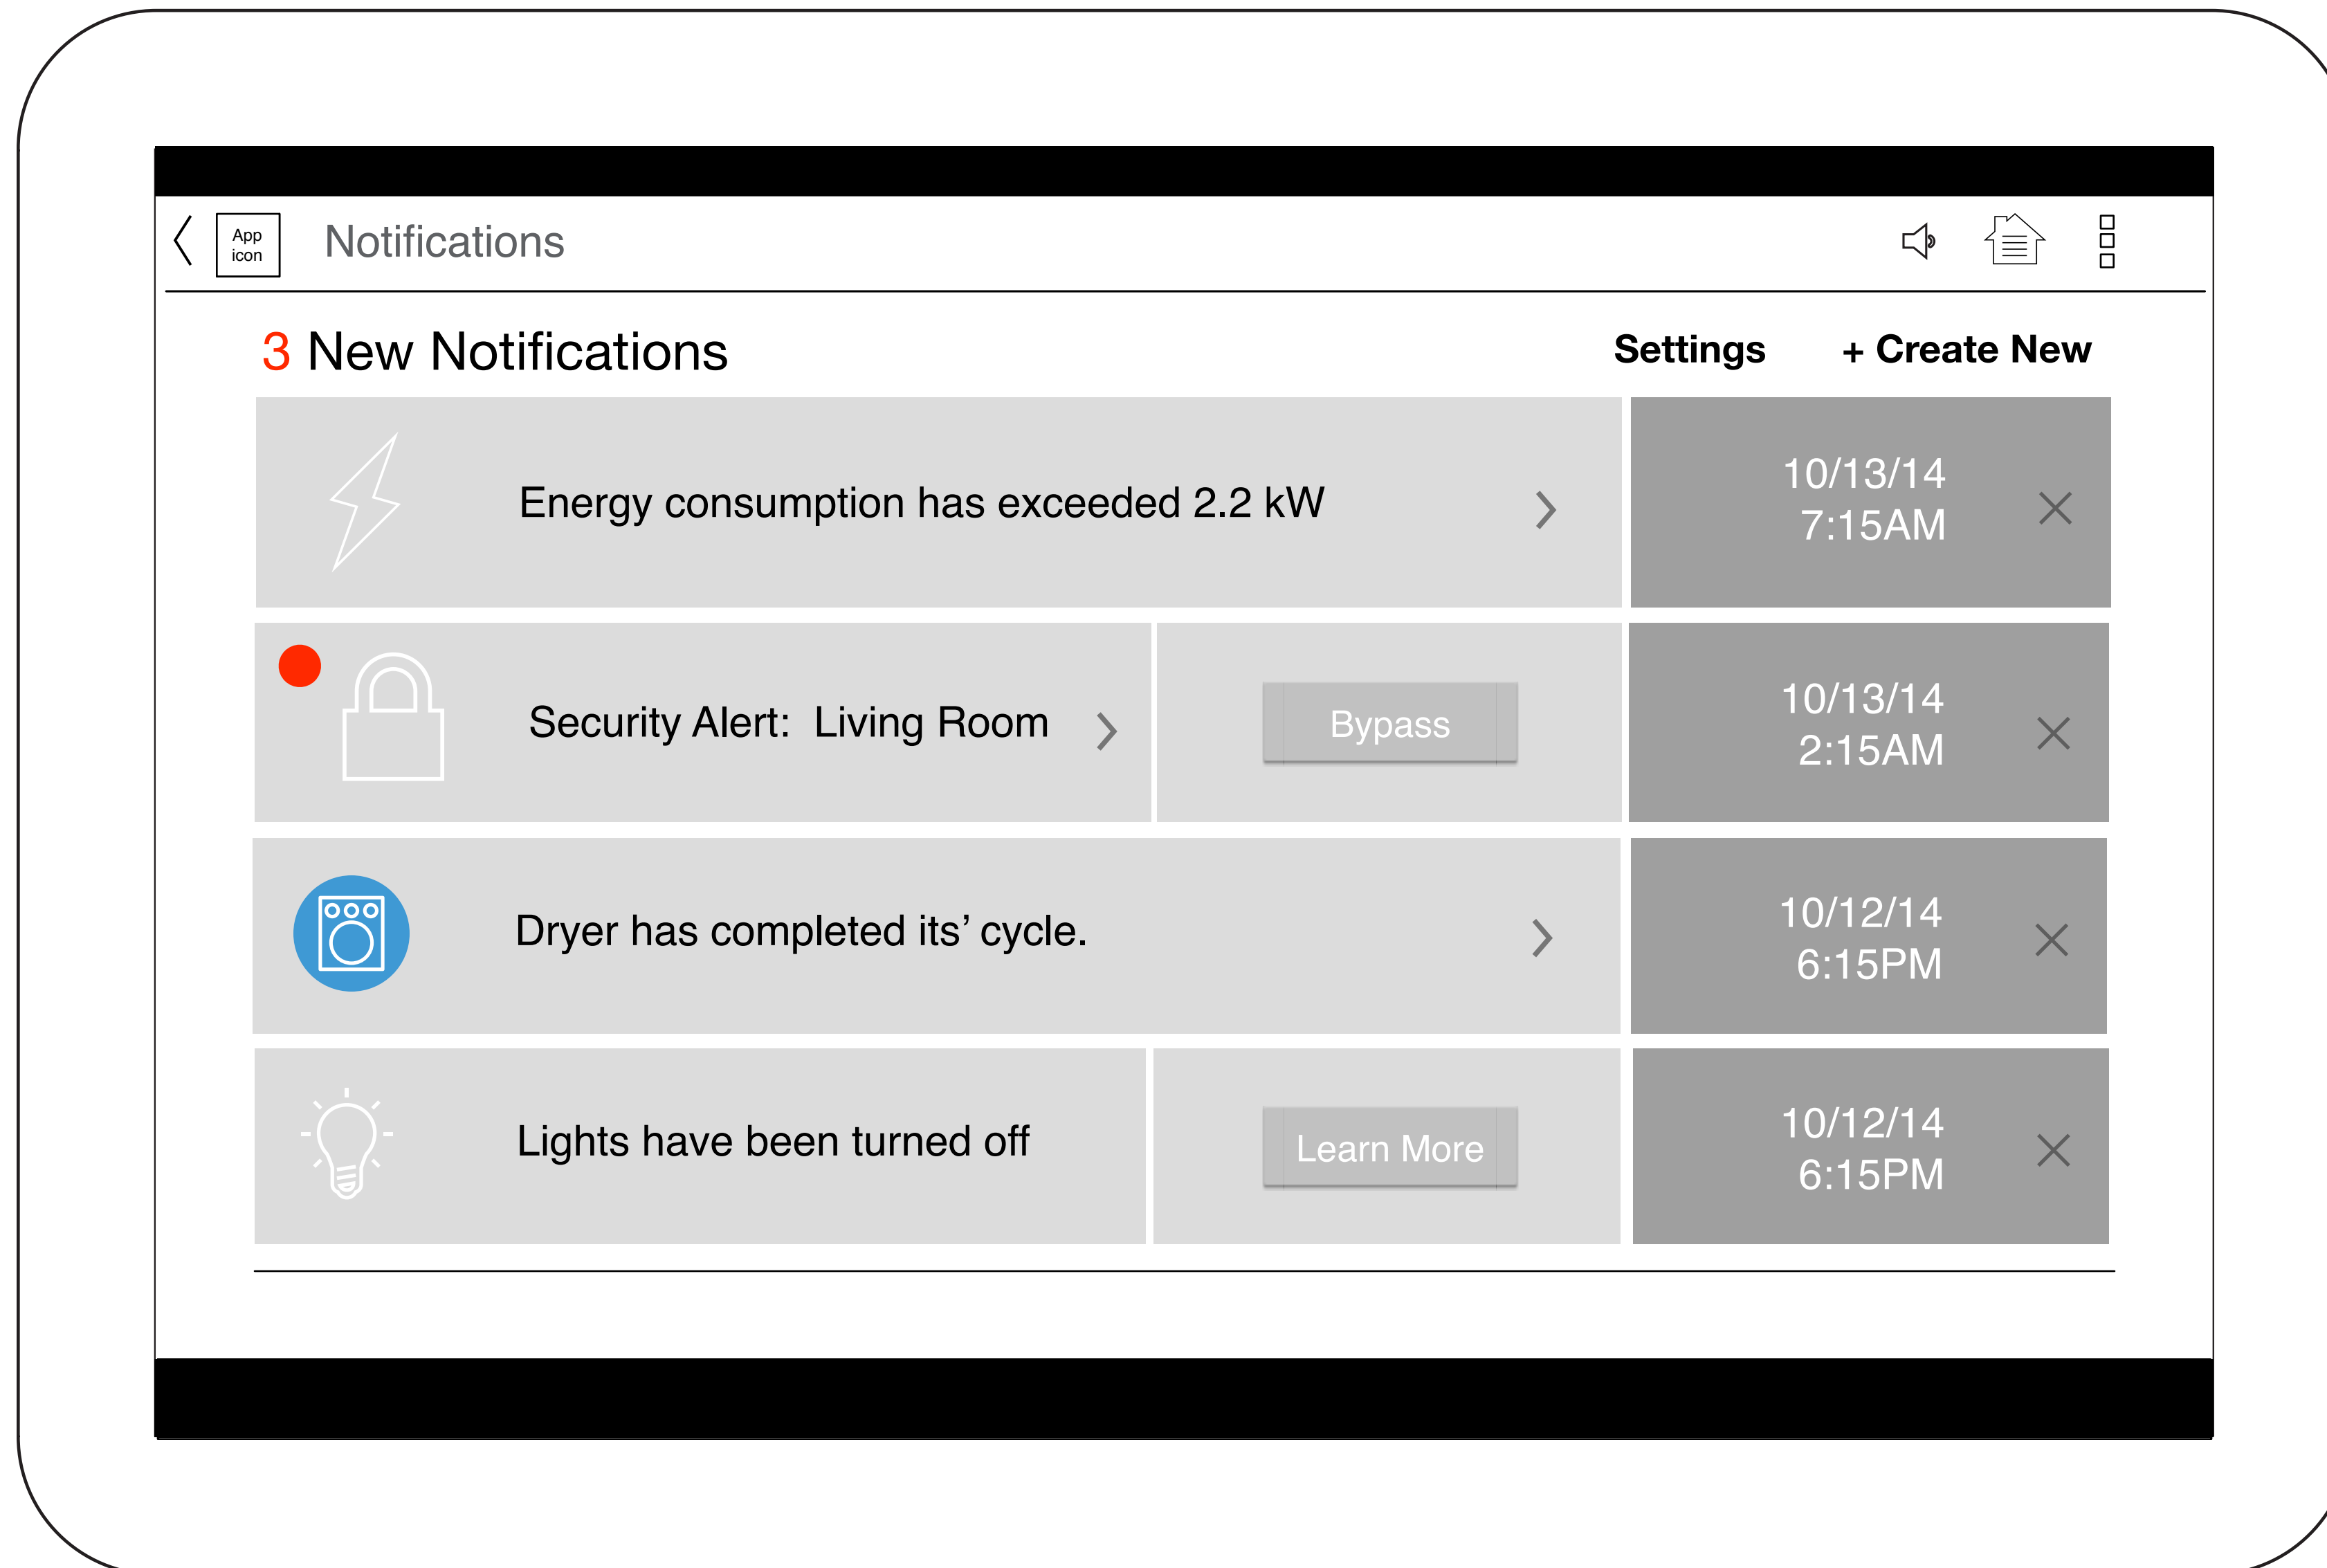 App
icon
Notifications
3 New Notifications
Settings
+ Create New
Energy consumption has exceeded 2.2 kW
10/13/14
7:15AM
Security Alert:  Living Room
Bypass
10/13/14
2:15AM
Dryer has completed its’ cycle.
10/12/14
6:15PM
Lights have been turned off
Learn More
10/12/14
6:15PM